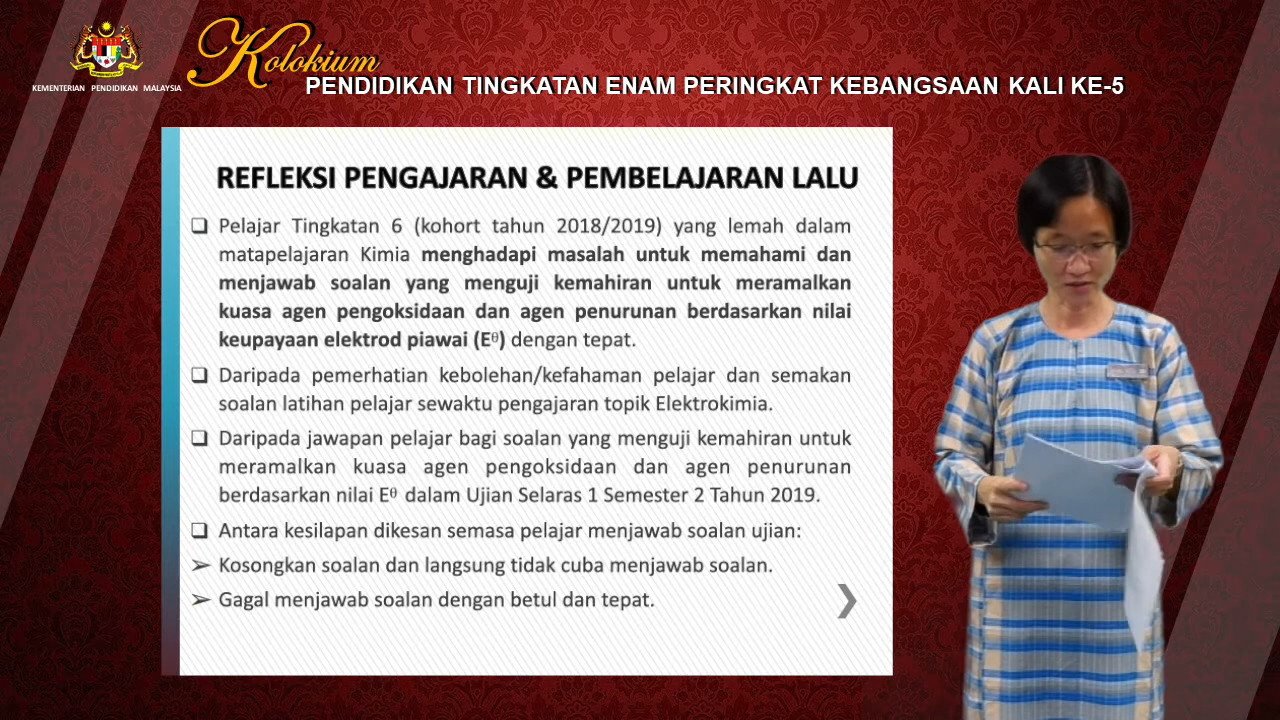 KEMENTERIAN PENDIDIKAN MALAYSIA
Kolokium
PENDIDIKAN TINGKATAN ENAM PERINGKAT KEBANGSAAN KALI KE-5
REFLEKSI PENGAJARAN & PEMBELAJARAN LALU
❑ Pelajar Tingkatan 6 (kohort tahun 2018/2019) yang lemah dalam
matapelajaran Kimia menghadapi masalah untuk memahami dan
menjawab soalan yang menguji kemahiran untuk meramalkan
kuasa agen pengoksidaan dan agen penurunan berdasarkan nilai
keupayaan elektrod piawai (Eᶿ) dengan tepat.
❑ Daripada pemerhatian kebolehan/kefahaman pelajar dan semakan
soalan latihan pelajar sewaktu pengajaran topik Elektrokimia.
❑ Daripada jawapan pelajar bagi soalan yang menguji kemahiran untuk
meramalkan kuasa agen pengoksidaan dan agen penurunan
berdasarkan nilai Eᶿ dalam Ujian Selaras 1 Semester 2 Tahun 2019.
❑ Antara kesilapan dikesan semasa pelajar menjawab soalan ujian:
➢ Kosongkan soalan dan langsung tidak cuba menjawab soalan.
➢ Gagal menjawab soalan dengan betul dan tepat.